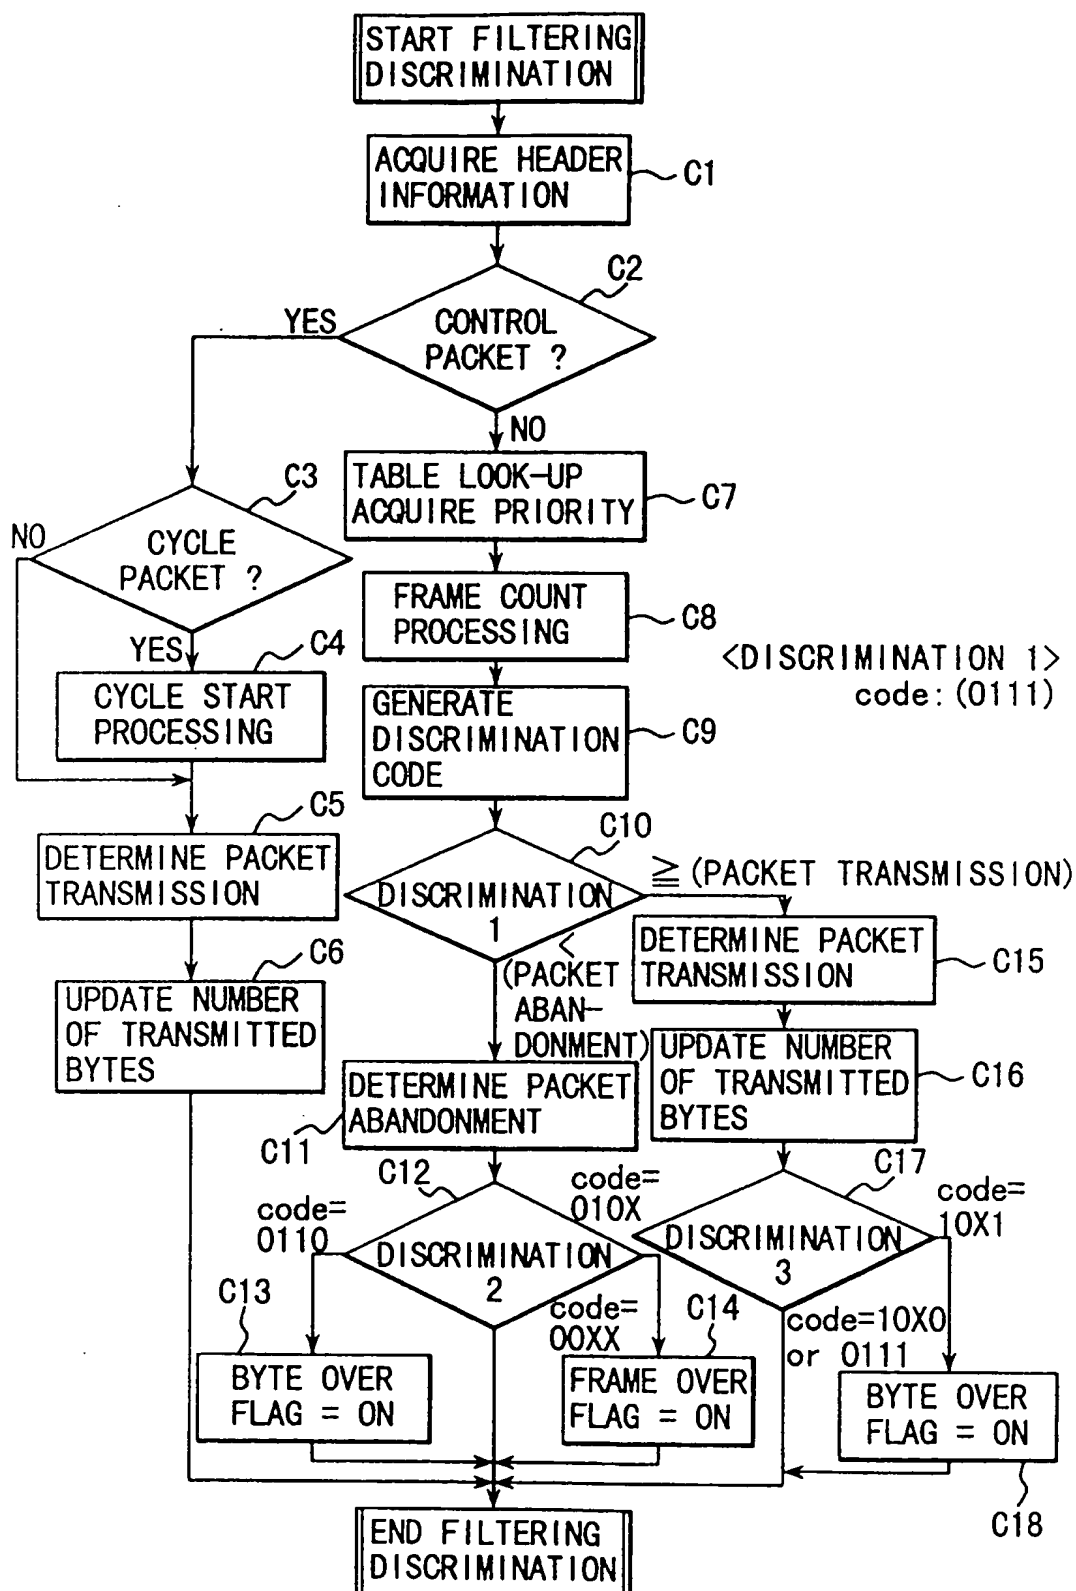 START FILTERING
DISCRIMINATION
ACQUIRE HEADER
INFORMATION
C1
C2
YES
CONTROL
PACKET ?
NO
C3
NO
CYCLE
PACKET ?
YES
C4
CYCLE START
PROCESSING
TABLE LOOK-UP
ACQUIRE PRIORITY
C7
FRAME COUNT
PROCESSING
C8
<DISCRIMINATION 1>
code: (0111)
GENERATE
DISCRIMINATION
CODE
C9
C5
DETERMINE PACKET
TRANSMISSION
C6
UPDATE NUMBER
OF TRANSMITTED
BYTES
C10
DISCRIMINATION
1
≧ (PACKET TRANSMISSION)
<
(PACKET
ABAN-
DONMENT)
DETERMINE PACKET
TRANSMISSION
C15
UPDATE NUMBER
OF TRANSMITTED
BYTES
C16
DETERMINE PACKET
ABANDONMENT
C11
C12
code=
0110
code=
010X
DISCRIMINATION
2
code=
00XX
C13
BYTE OVER
FLAG = ON
C14
FRAME OVER
FLAG = ON
C17
DISCRIMINATION
3
code=
10X1
code=10X0
or 0111
BYTE OVER
FLAG = ON
C18
END FILTERING
DISCRIMINATION